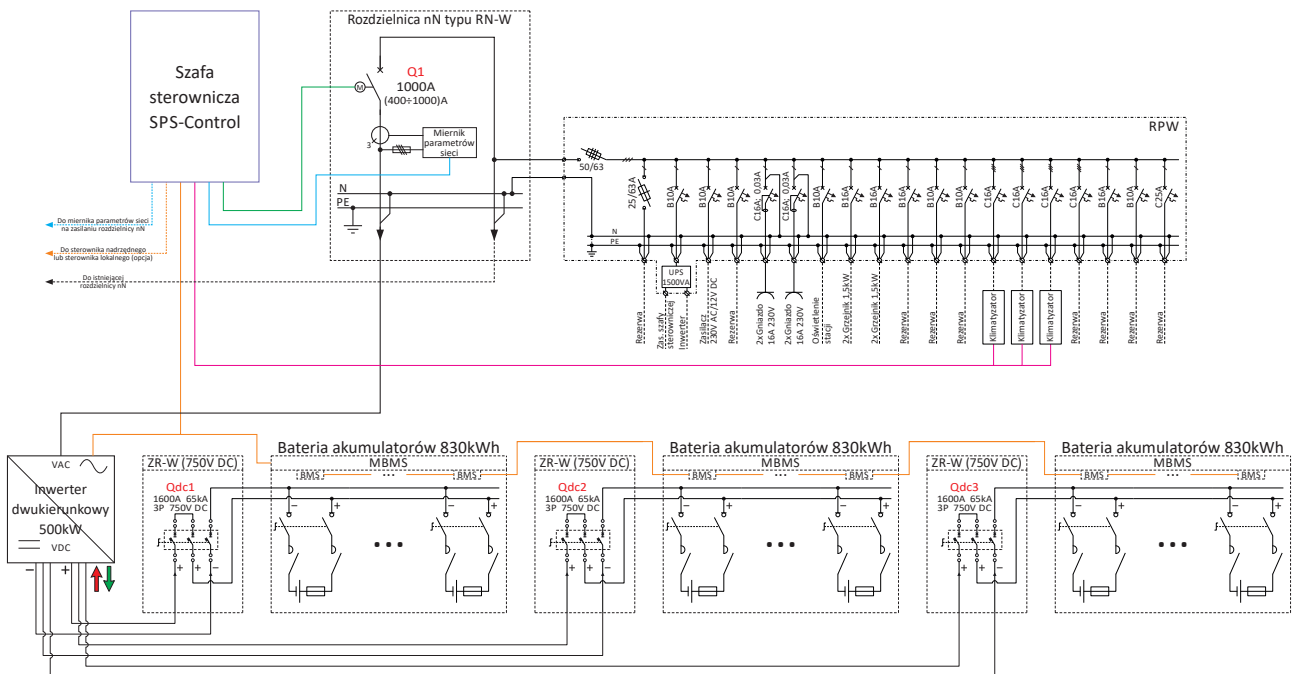 Szafa
sterownicza
SPS-Control
Rozdzielnica nN typu RN-W
Q1
1000A
(400÷1000)A
M
3
Miernik
parametrów
sieci
N
PE
Do miernika parametrów sieci
na zasilaniu rozdzielnicy nN
Do sterownika nadrzędnego
lub sterownika lokalnego (opcja)
Do istniejącej
rozdzielnicy nN
RPW
50/63
25/63A
B10A
B10A
B10A
C16A; 0,03A
C16A; 0,03A
B10A
B16A
B16A
B16A
B10A
C16A
C16A
C16A
C16A
B16A
B10A
C25A
N
PE
UPS
1500VA
Rezerwa
Zas. szafy
sterowniczej
Inwerter
Zasilacz
230V AC/12V DC
Rezerwa
2xGniazdo
16A 230V
2xGniazdo
16A 230V
Oświetlenie
stacji
2x Grzejnik 1,5kW
2x Grzejnik 1,5kW
Rezerwa
Rezerwa
Rezerwa
Klimatyzator
Klimatyzator
Klimatyzator
Rezerwa
Rezerwa
Rezerwa
Rezerwa
VAC
Inwerter
dwukierunkowy
500kW
VDC
−
+
ZR-W (750V DC)
Qdc1
1600A 65kA
3P 750V DC
+
+
−
Bateria akumulatorów 830kWh
MBMS
BMS
...
BMS
−
+
−
+
ZR-W (750V DC)
Qdc2
1600A 65kA
3P 750V DC
+
+
−
Bateria akumulatorów 830kWh
MBMS
BMS
...
BMS
−
+
−
+
ZR-W (750V DC)
Qdc3
1600A 65kA
3P 750V DC
+
+
−
Bateria akumulatorów 830kWh
MBMS
BMS
...
BMS
−
+
−
+